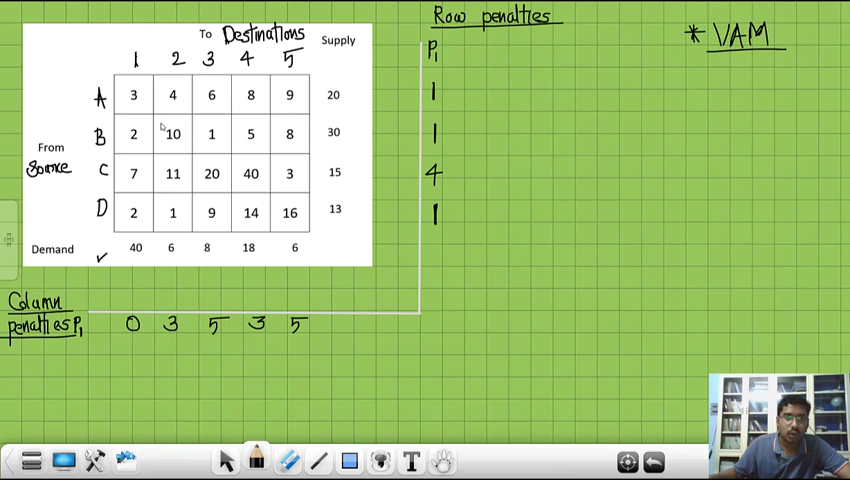 Row penalties
* VAM
To Destinations Supply
P1
1 2 3 4 5
A 3 4 6 8 9 20 1
B 2 10 1 5 8 30 1
From
Source C 7 11 20 40 3 15 4
D 2 1 9 14 16 13 1
Demand ✓ 40 6 8 18 6
Column
penalties P1 0 3 5 3 5
T